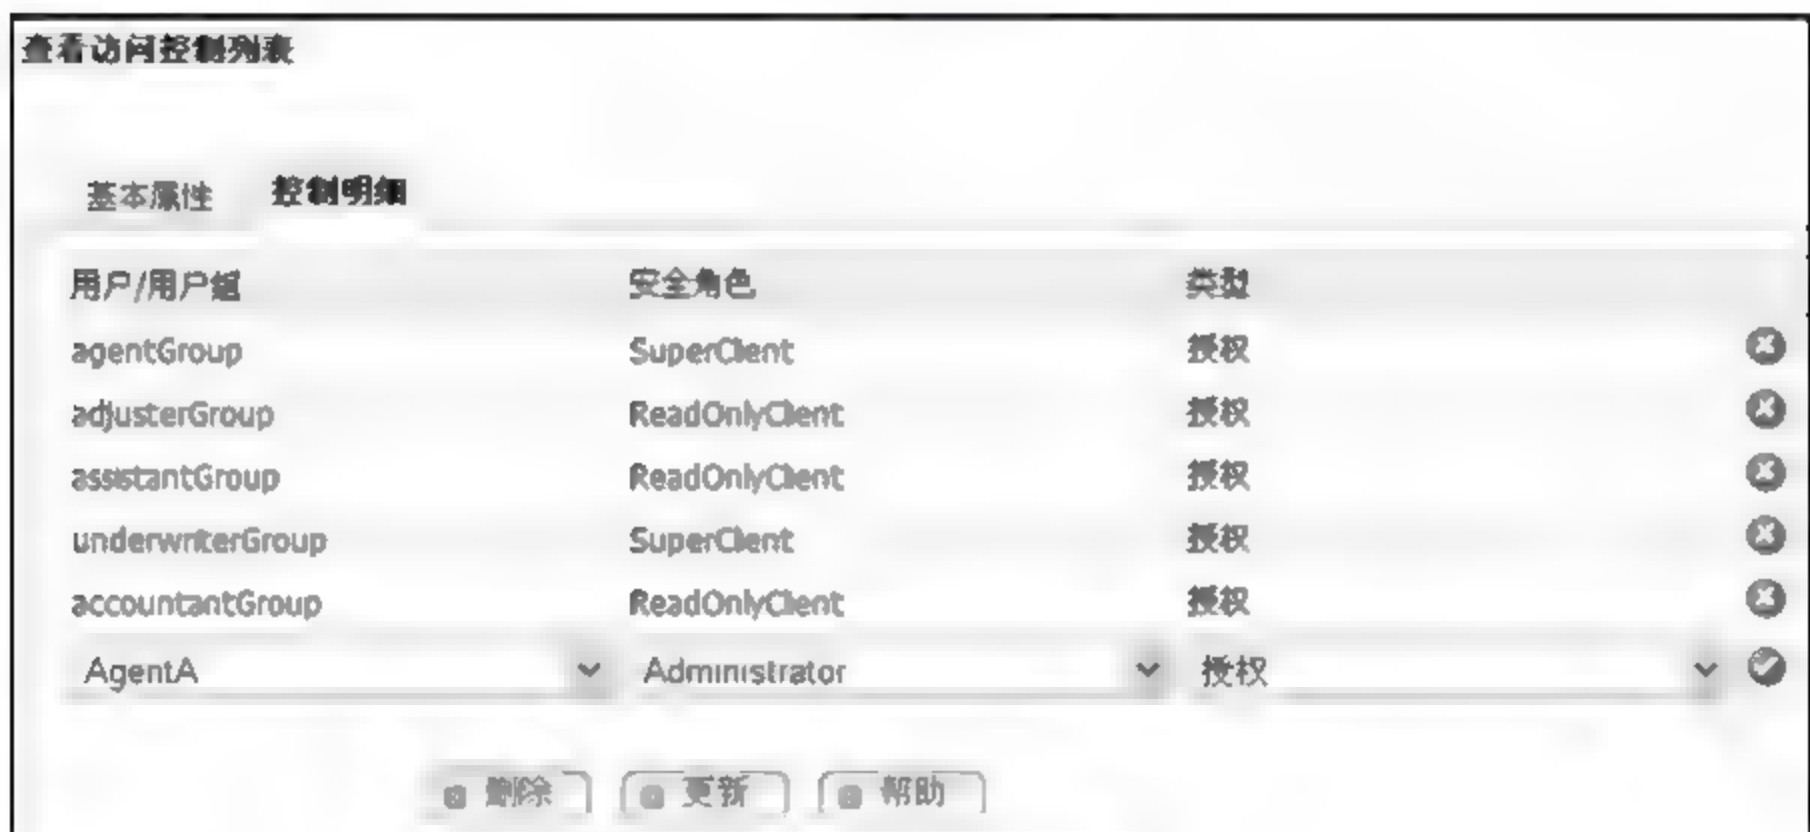 查看访问控制列表
基本属性 控制明细
用户/用户组 安全角色 类型
agentGroup SuperClient 授权
adjusterGroup ReadOnlyClient 授权
assistantGroup ReadOnlyClient 授权
underwriterGroup SuperClient 授权
accountantGroup ReadOnlyClient 授权
AgentA Administrator 授权
删除 更新 帮助